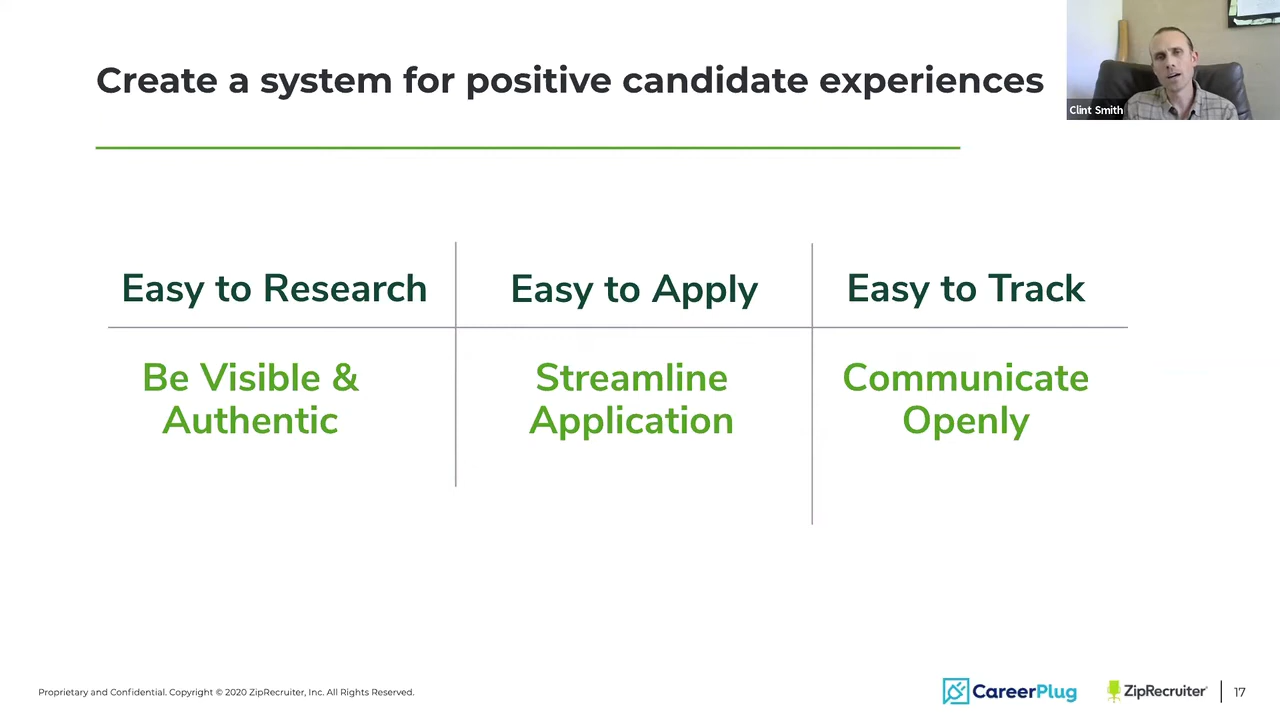 Create a system for positive candidate experiences
Clint Smith
Easy to Research
Easy to Apply
Easy to Track
Be Visible &
Authentic
Streamline
Application
Communicate
Openly
Proprietary and Confidential. Copyright © 2020 ZipRecruiter, Inc. All Rights Reserved.
CareerPlug
ZipRecruiter
17